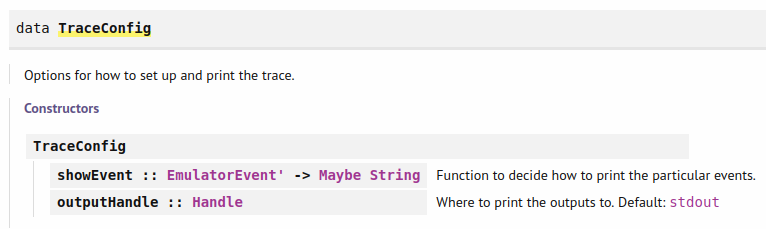 data TraceConfig
Options for how to set up and print the trace.
Constructors
TraceConfig
showEvent :: EmulatorEvent' -> Maybe String Function to decide how to print the particular events.
outputHandle :: Handle Where to print the outputs to. Default: stdout